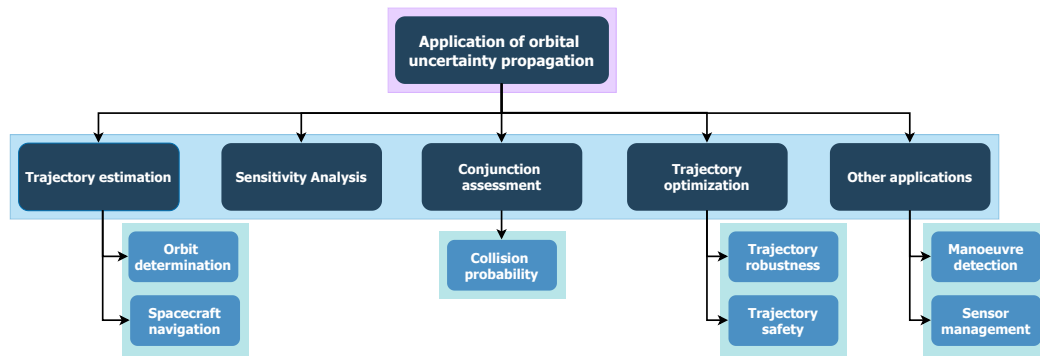 Application of orbital
uncertainty propagation
Trajectory estimation
Sensitivity Analysis
Conjunction
assessment
Trajectory
optimization
Other applications
Orbit
determination
Spacecraft
navigation
Collision
probability
Trajectory
robustness
Trajectory
safety
Manoeuvre
detection
Sensor
management